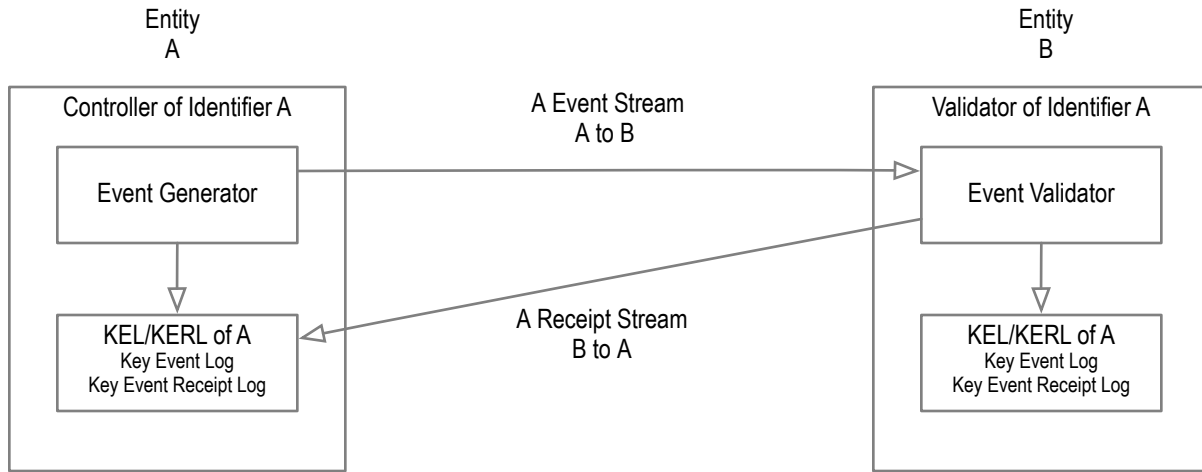 Entity
A
Entity
B
Controller of Identifier A
A Event Stream
A to B
Validator of Identifier A
Event Generator
Event Validator
A Receipt Stream
B to A
KEL/KERL of A
Key Event Log
Key Event Receipt Log
KEL/KERL of A
Key Event Log
Key Event Receipt Log